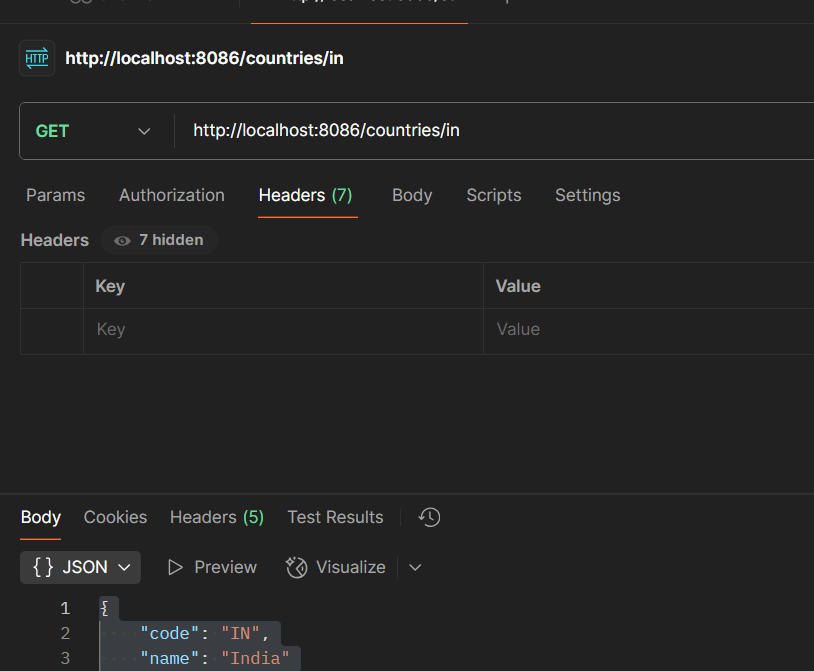 HTTP http://localhost:8086/countries/in
GET http://localhost:8086/countries/in
Params Authorization Headers (7) Body Scripts Settings
Headers 7 hidden
Key Value
Key Value
Body Cookies Headers (5) Test Results
{ } JSON Preview Visualize
1 {
2 "code": "IN",
3 "name": "India"